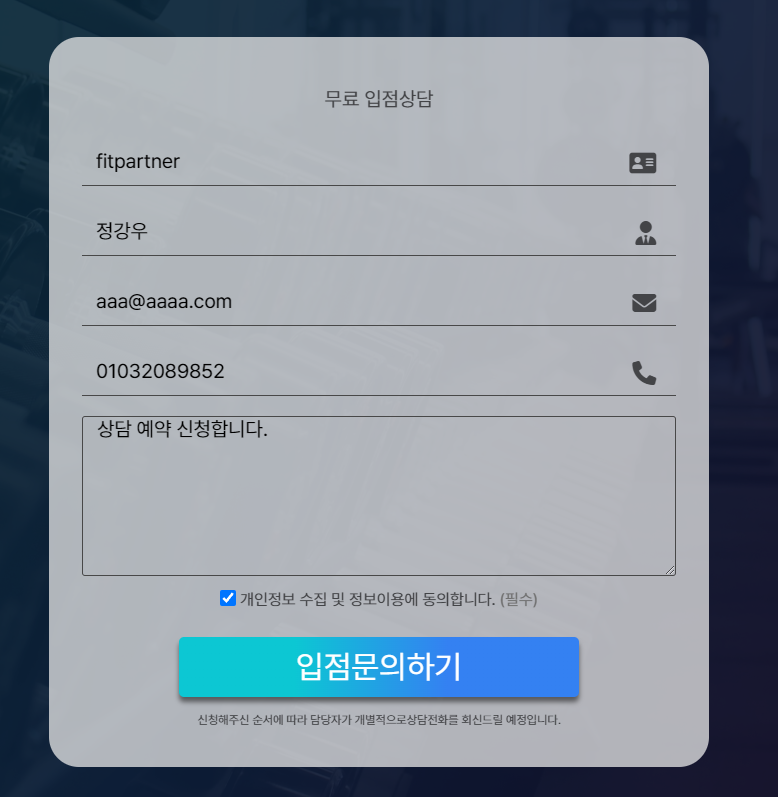 무료 입점상담
fitpartner
정강우
aaa@aaaa.com
01032089852
상담 예약 신청합니다.
개인정보 수집 및 정보이용에 동의합니다. (필수)
입점문의하기
신청해주신 순서에 따라 담당자가 개별적으로상담전화를 회신드릴 예정입니다.